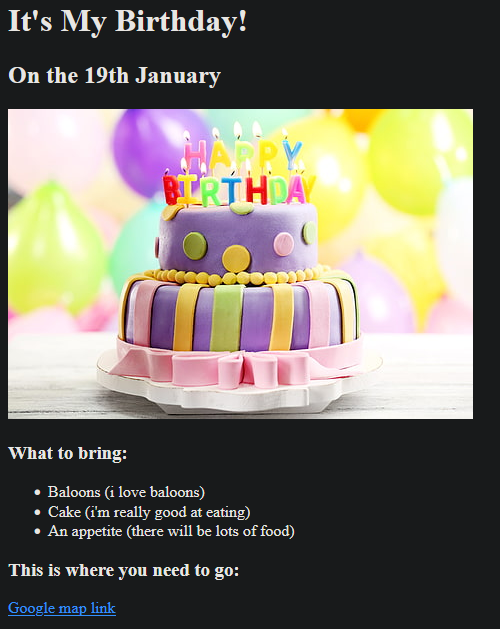 It's My Birthday!
On the 19th January
HAPPY
BIRTHDAY
What to bring:
Baloons (i love baloons)
Cake (i'm really good at eating)
An appetite (there will be lots of food)
This is where you need to go:
Google map link